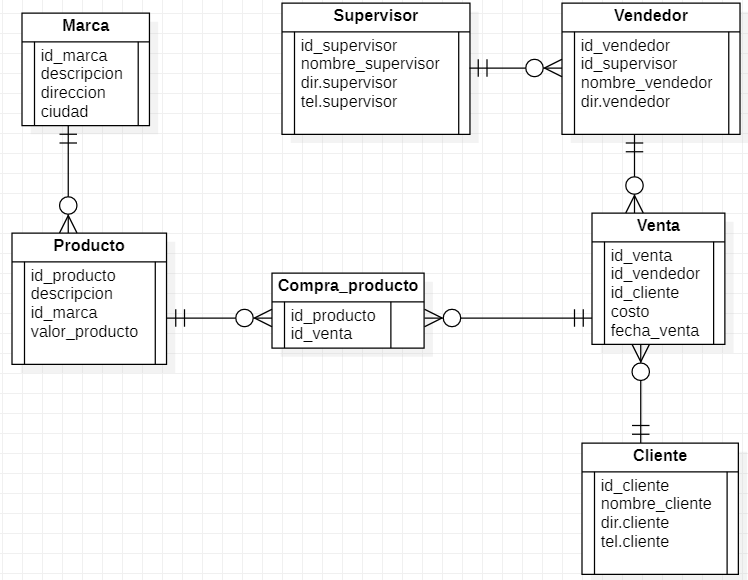 Marca
id_marca
descripcion
direccion
ciudad
Supervisor
id_supervisor
nombre_supervisor
dir.supervisor
tel.supervisor
Vendedor
id_vendedor
id_supervisor
nombre_vendedor
dir.vendedor
Producto
id_producto
descripcion
id_marca
valor_producto
Compra_producto
id_producto
id_venta
Venta
id_venta
id_vendedor
id_cliente
costo
fecha_venta
Cliente
id_cliente
nombre_cliente
dir.cliente
tel.cliente